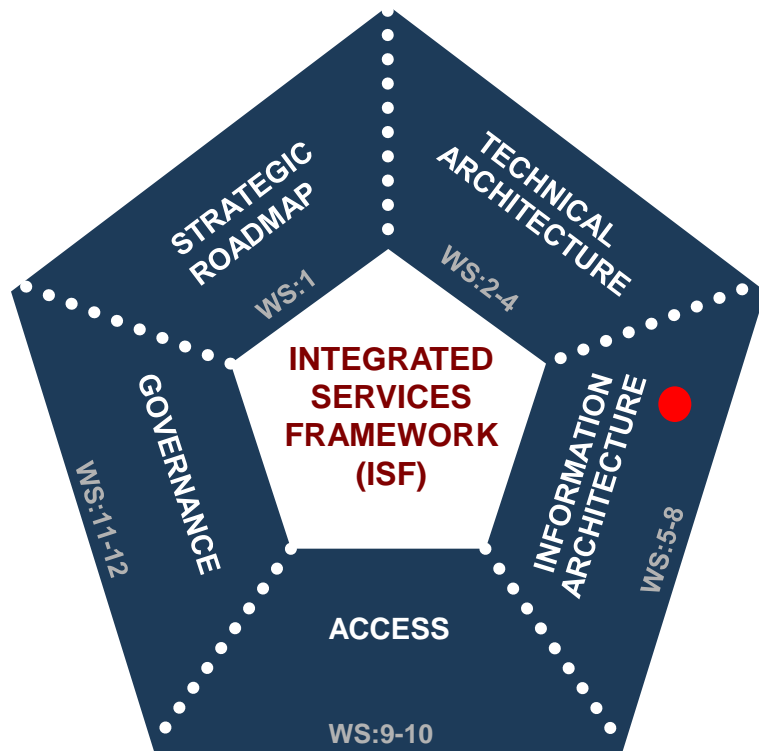 STRATEGIC
ROADMAP
WS:1
TECHNICAL
ARCHITECTURE
WS:2-4
INTEGRATED
SERVICES
FRAMEWORK
(ISF)
GOVERNANCE
WS:11-12
INFORMATION
ARCHITECTURE
WS:5-8
ACCESS
WS:9-10